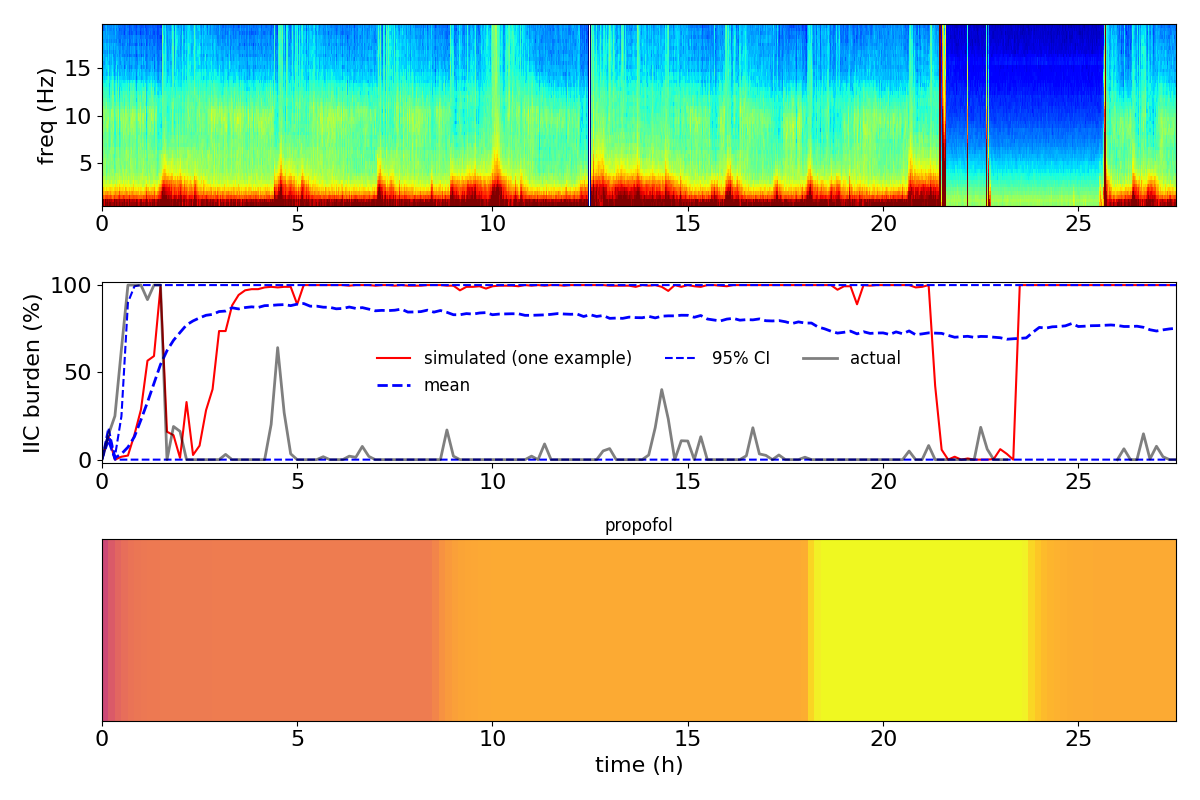 freq (Hz)
15
10
5
0 5 10 15 20 25
IIC burden (%)
100
50
0
simulated (one example) 95% CI actual
mean
0 5 10 15 20 25
propofol
0 5 10 15 20 25
time (h)